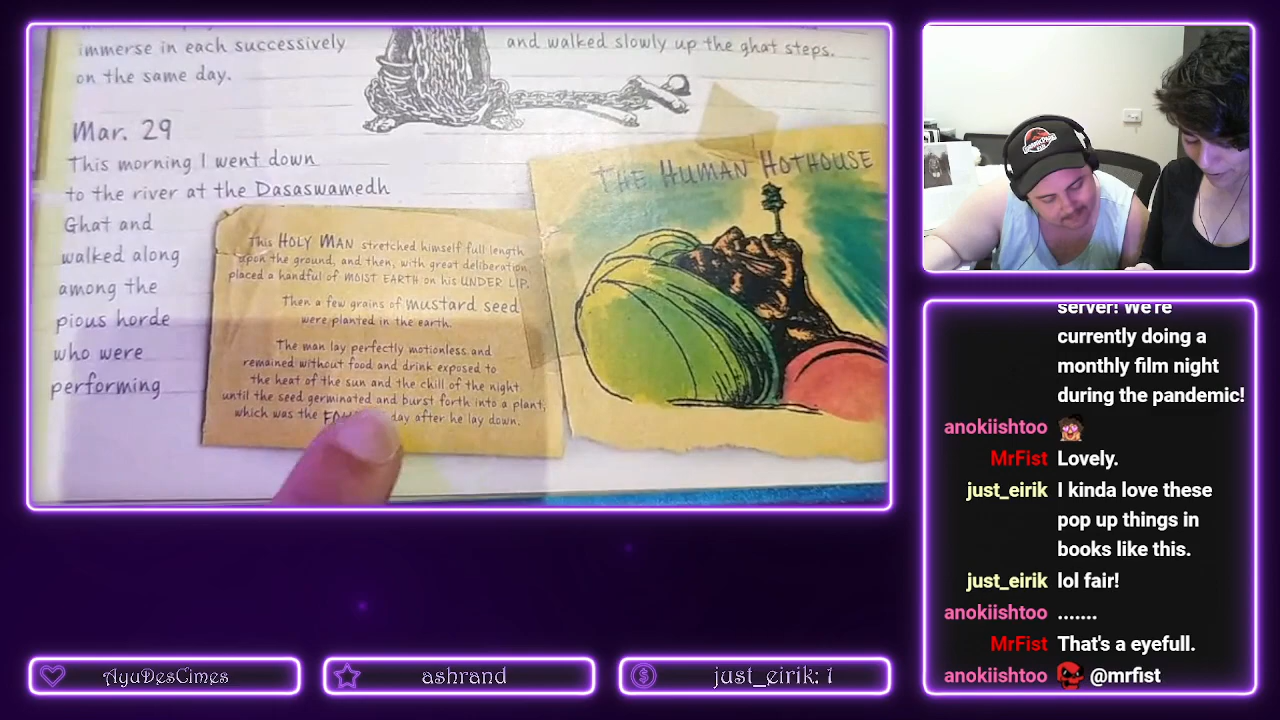 immerse in each successively
on the same day.
and walked slowly up the ghat steps.
Mar. 29
This morning I went down
to the river at the Dasaswamedh
Ghat and
walked along
among the
pious horde
who were
performing
This HOLY MAN stretched himself full length
upon the ground, and then, with great deliberation
placed a handful of MOIST EARTH on his UNDER LIP.
Then a few grains of mustard seed
were planted in the earth.
The man lay perfectly motionless and
remained without food and drink exposed to
the heat of the sun and the chill of the night
until the seed germinated and burst forth into a plant,
which was the day after he lay down.
THE HUMAN HOTHOUSE
server! We're
currently doing a
monthly film night
during the pandemic!
anokiishtoo
MrFist Lovely.
just_eirik I kinda love these
pop up things in
books like this.
just_eirik lol fair!
anokiishtoo .......
MrFist That's a eyefull.
anokiishtoo @mrfist
AyuDesCimes
ashrand
just_eirik: 1